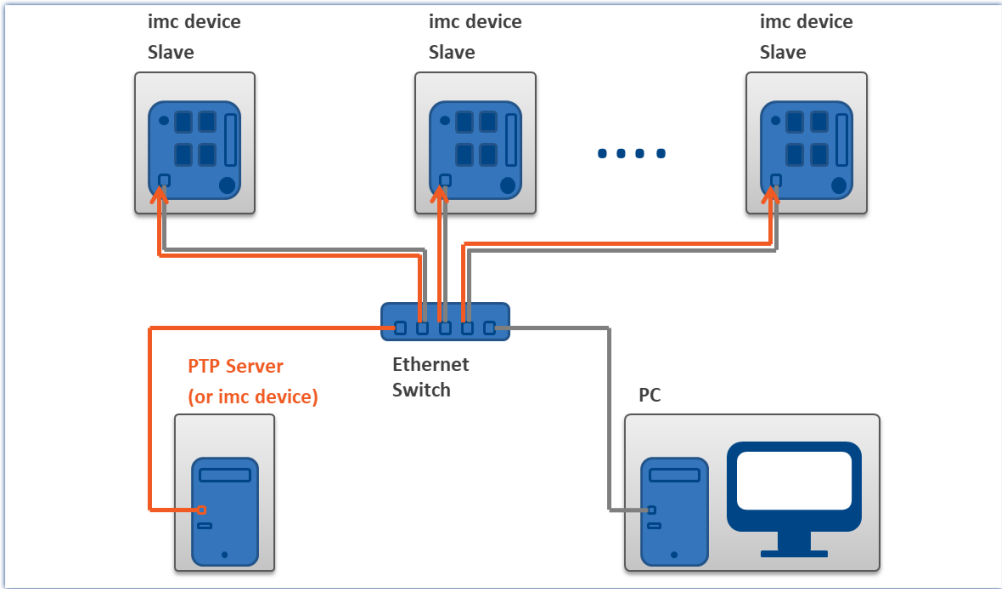 imc device
Slave
imc device
Slave
imc device
Slave
PTP Server
(or imc device)
Ethernet
Switch
PC